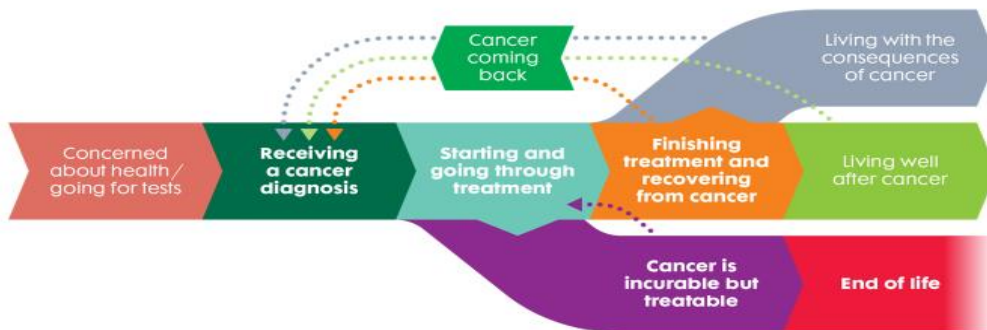 Cancer
coming
back
Living with the
consequences
of cancer
Concerned
about health/
going for tests
Receiving
a cancer
diagnosis
Starting and
going through
treatment
Finishing
treatment and
recovering
from cancer
Living well
after cancer
Cancer is
incurable but
treatable
End of life